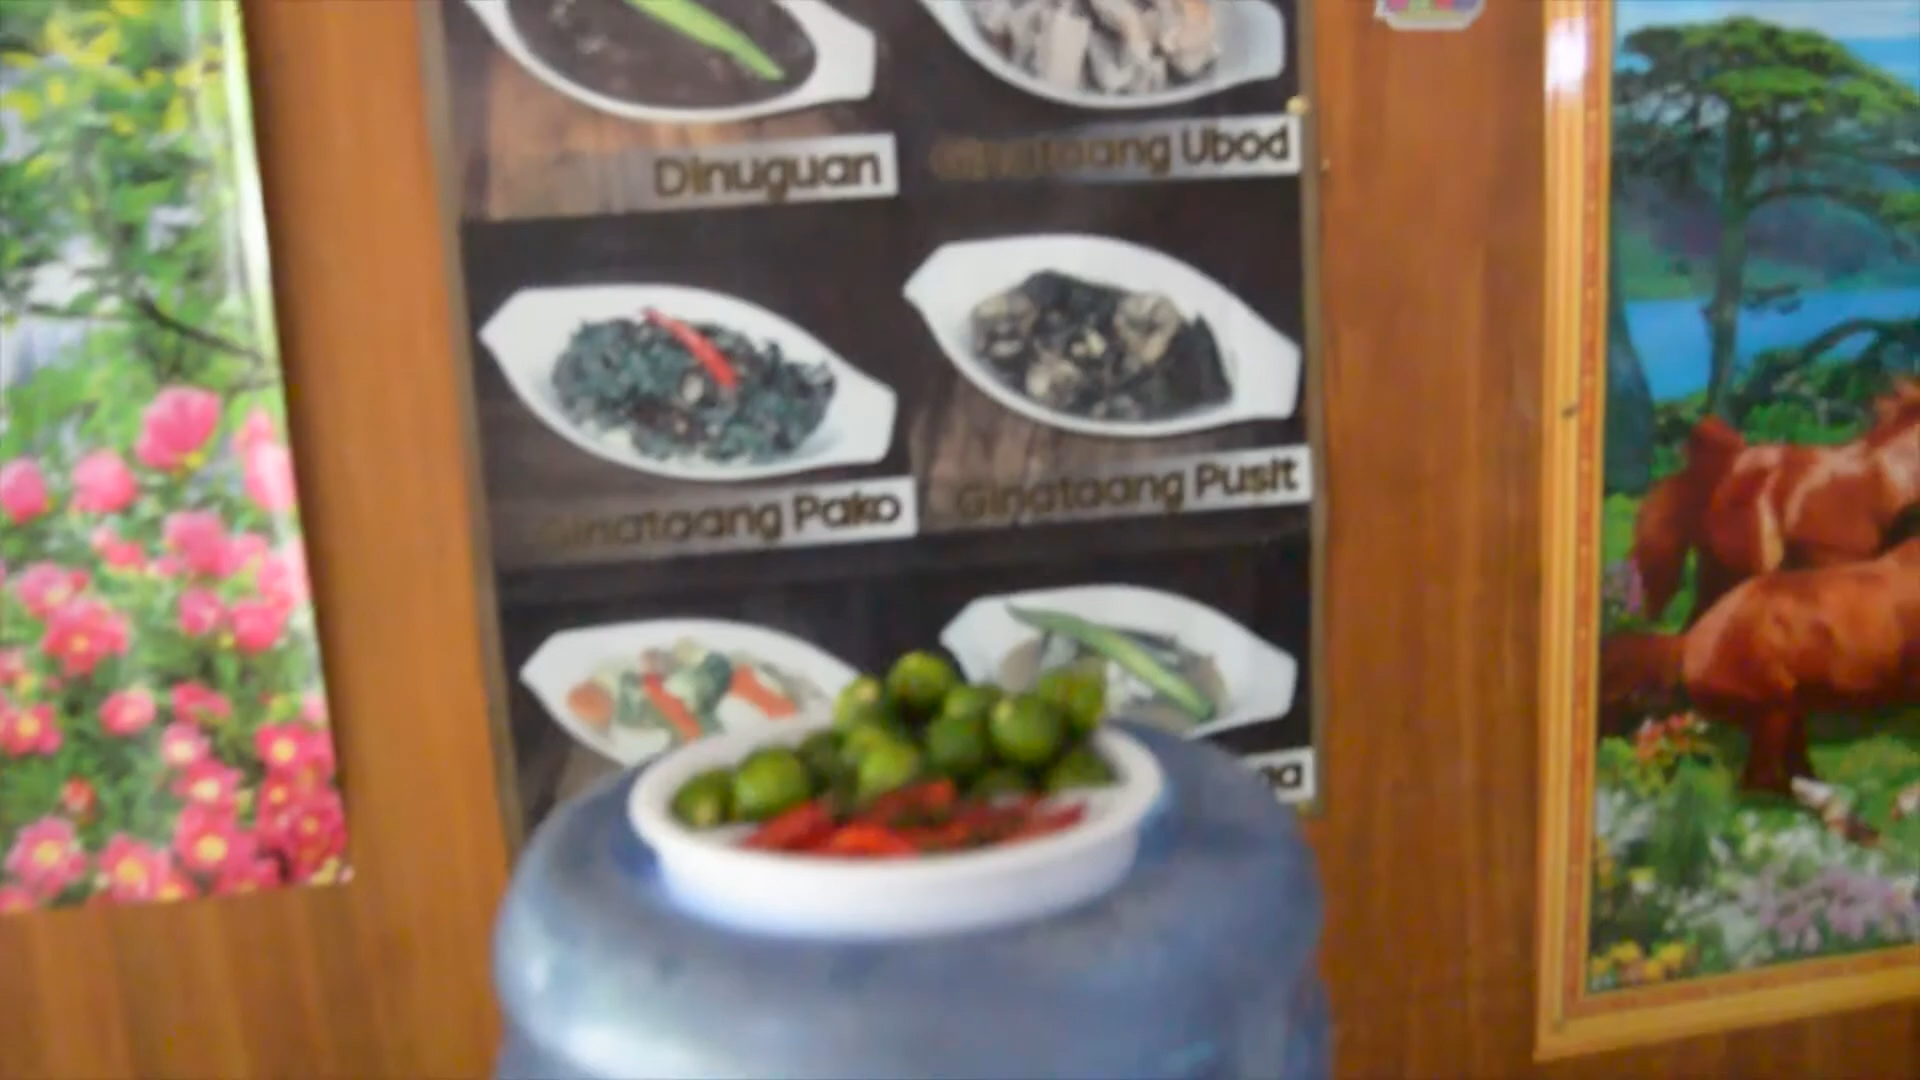 Dinuguan
Ginataang Ubod
Ginataang Pako
Ginataang Pusit